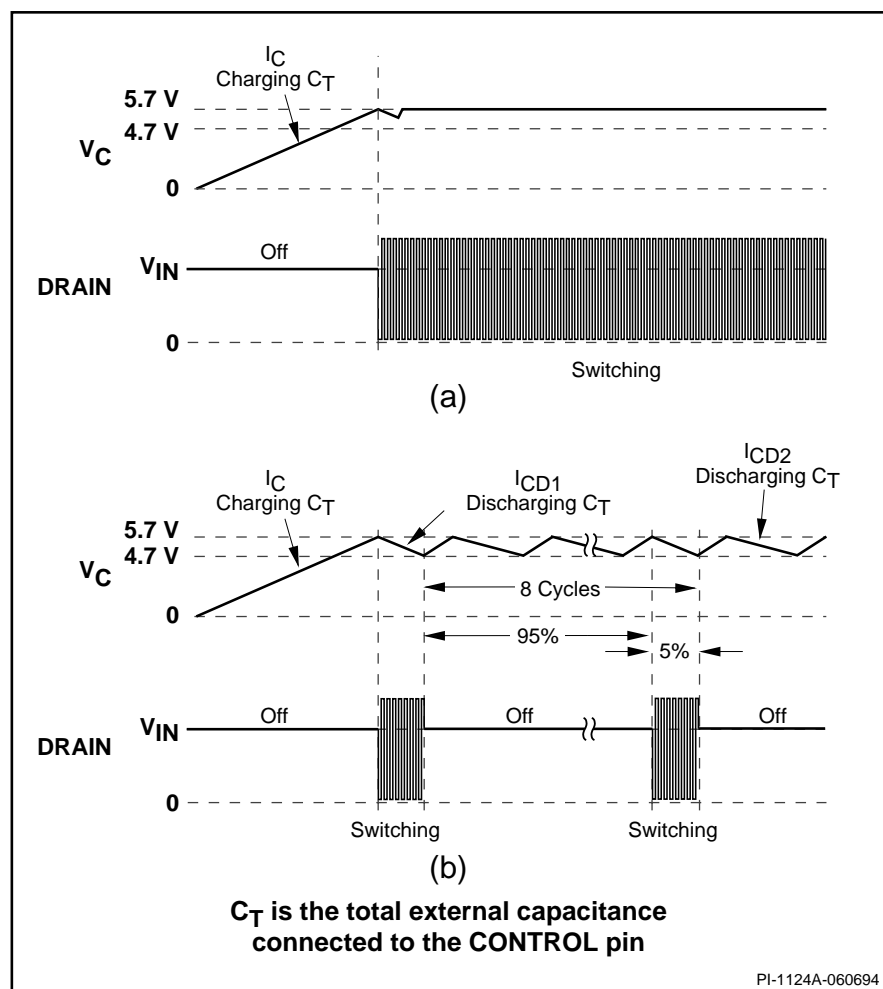 I_C
Charging C_T
5.7 V
4.7 V
V_C
0
Off
V_IN
DRAIN
0
Switching
(a)
I_C
Charging C_T
I_CD1
Discharging C_T
I_CD2
Discharging C_T
5.7 V
4.7 V
V_C
8 Cycles
0
95%
5%
Off
Off
Off
V_IN
DRAIN
0
Switching
Switching
(b)
C_T is the total external capacitance
connected to the CONTROL pin
PI-1124A-060694